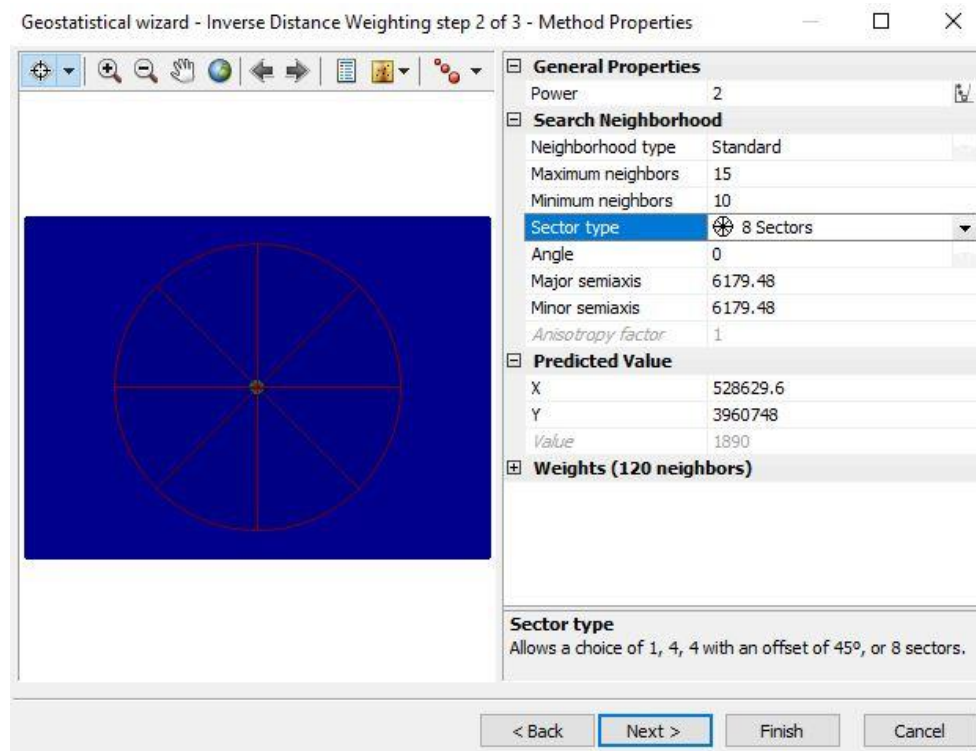 Geostatistical wizard - Inverse Distance Weighting step 2 of 3 - Method Properties
General Properties
Power 2
Search Neighborhood
Neighborhood type Standard
Maximum neighbors 15
Minimum neighbors 10
Sector type 8 Sectors
Angle 0
Major semiaxis 6179.48
Minor semiaxis 6179.48
Anisotropy factor 1
Predicted Value
X 528629.6
Y 3960748
Value 1890
Weights (120 neighbors)
Sector type
Allows a choice of 1, 4, 4 with an offset of 45º, or 8 sectors.
< Back Next > Finish Cancel